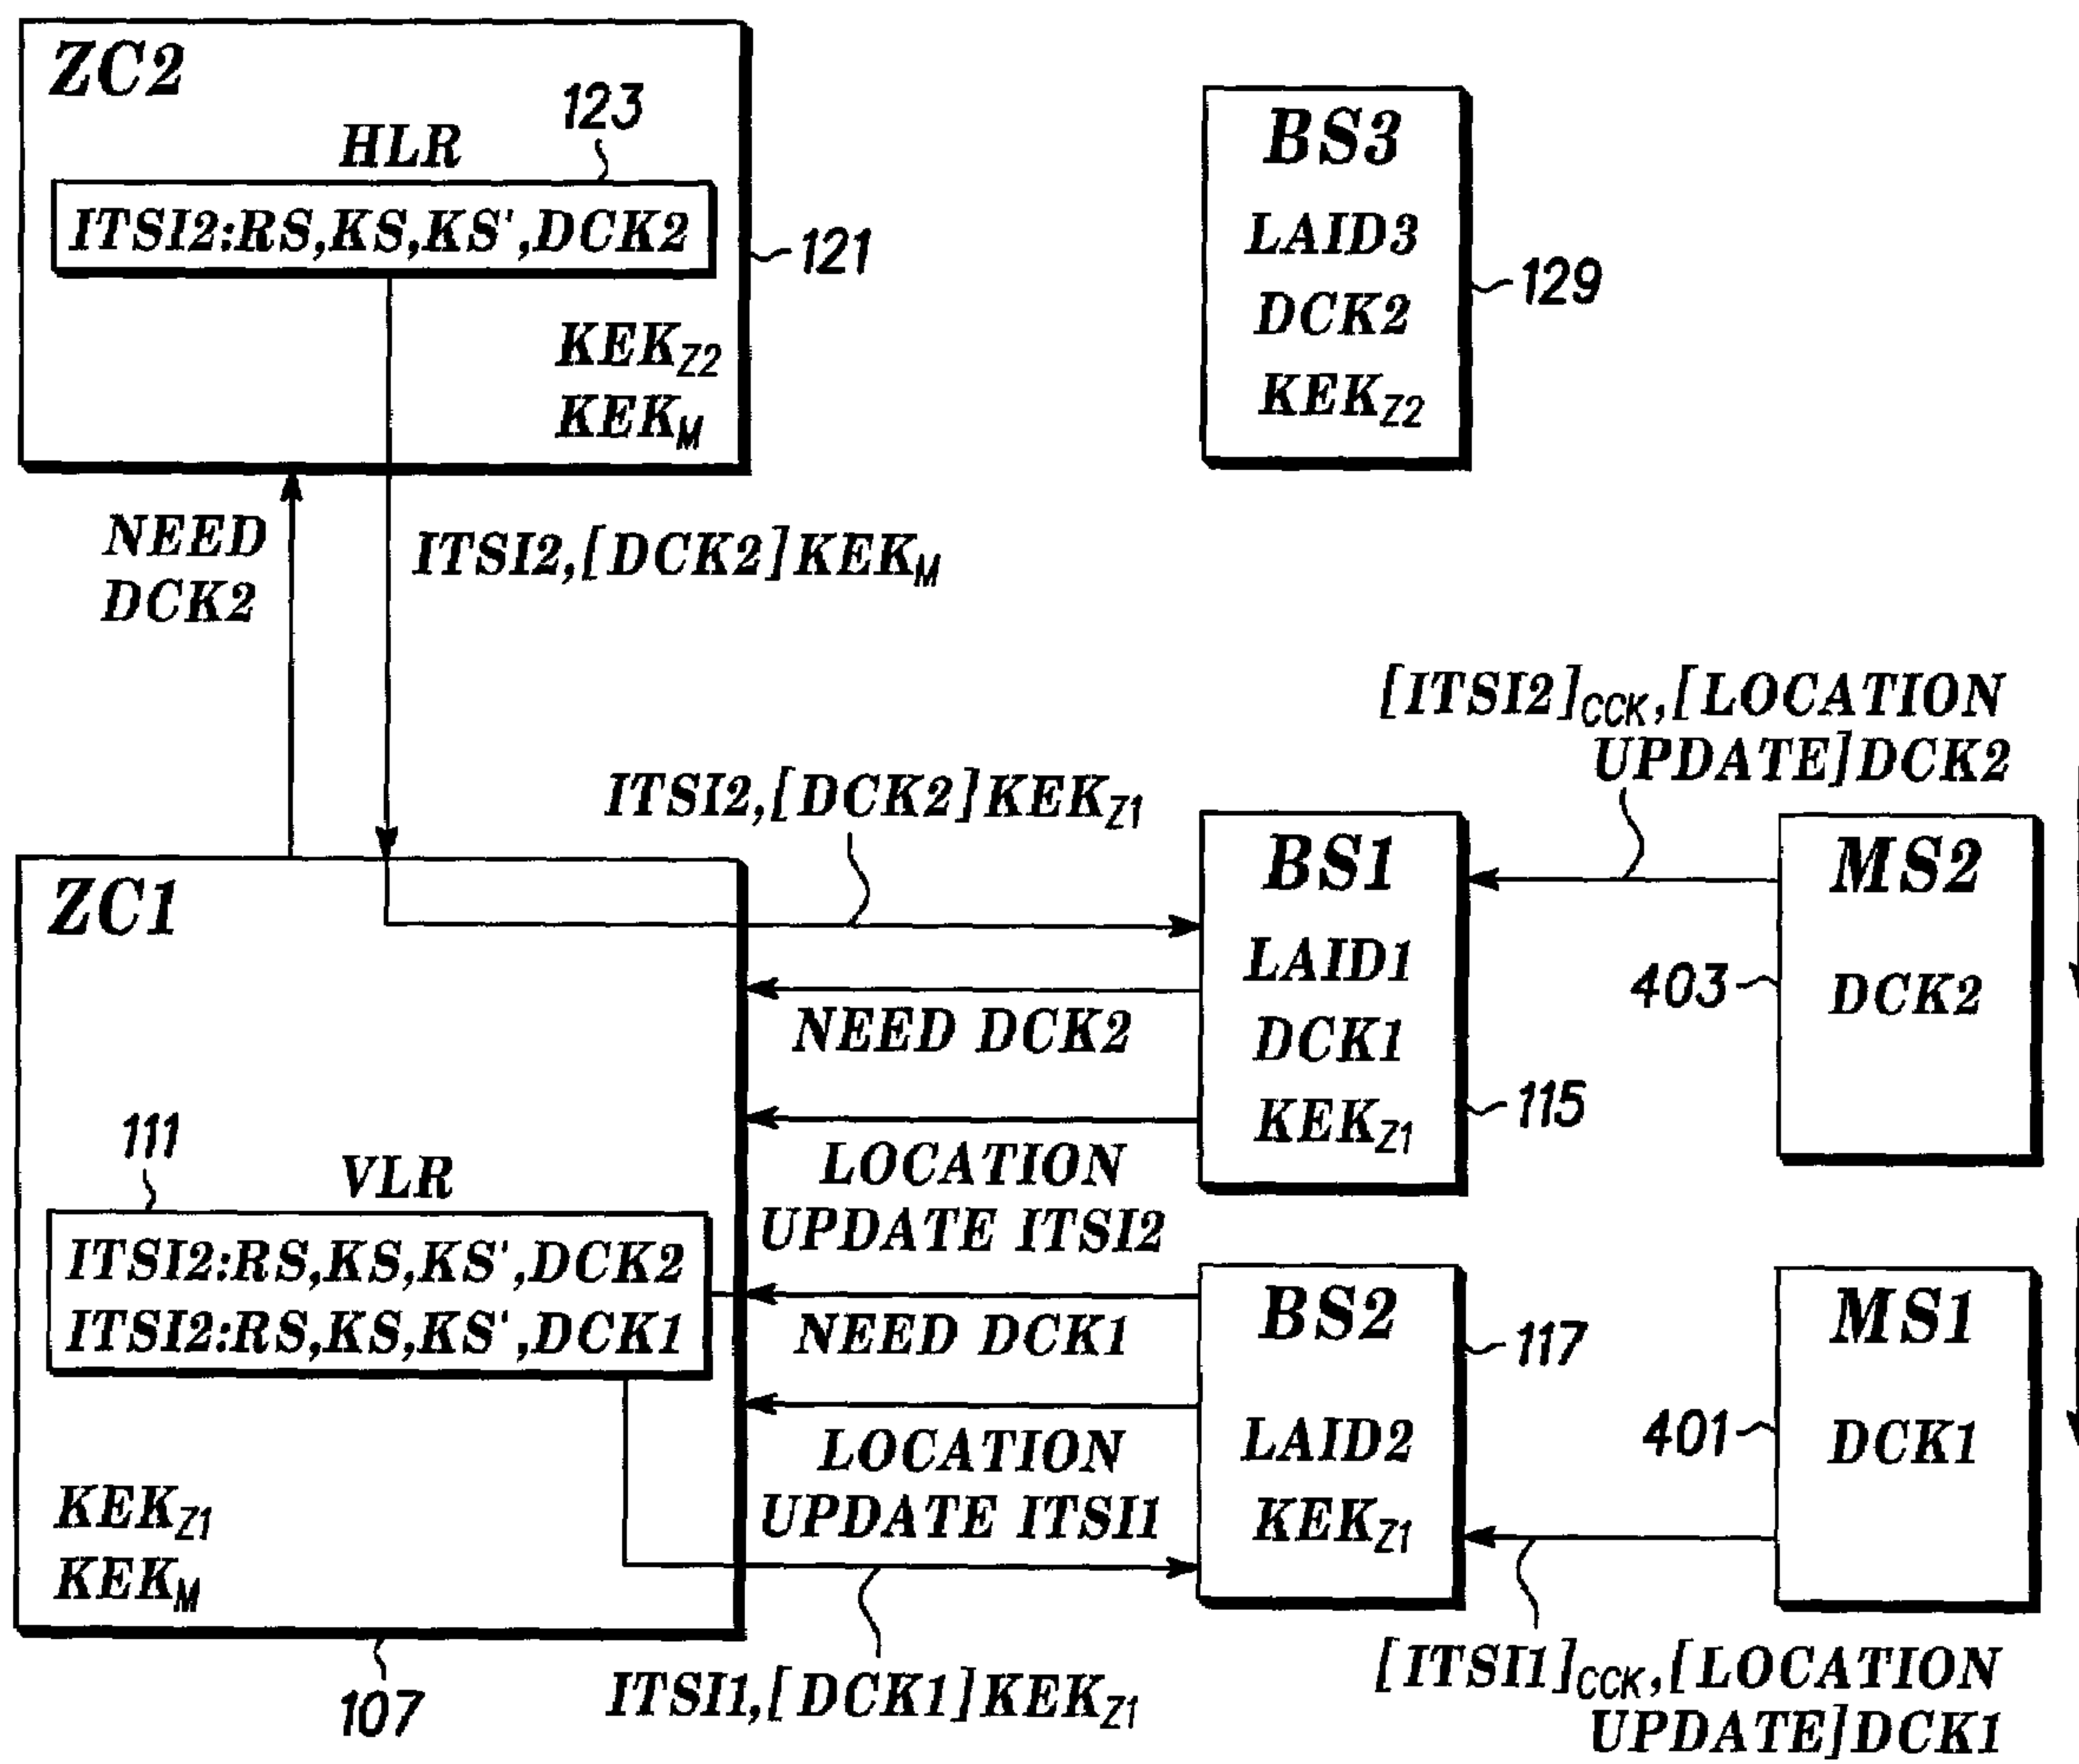 ZC2
HLR
123
ITSI2:RS,KS,KS',DCK2
121
KEKZ2
KEKM
BS3
LAID3
DCK2
KEKZ2
129
NEED
DCK2
ITSI2,[DCK2]KEKM
[ITSI2]CCK,[LOCATION
UPDATE]DCK2
ITSI2,[DCK2]KEKZ1
ZC1
BS1
LAID1
DCK1
KEKZ1
115
MS2
DCK2
403
NEED DCK2
LOCATION
UPDATE ITSI2
111
VLR
ITSI2:RS,KS,KS',DCK2
ITSI2:RS,KS,KS',DCK1
NEED DCK1
LOCATION
UPDATE ITSI1
BS2
LAID2
KEKZ1
117
MS1
DCK1
401
KEKZ1
KEKM
107
ITSI1,[DCK1]KEKZ1
[ITSI1]CCK,[LOCATION
UPDATE]DCK1